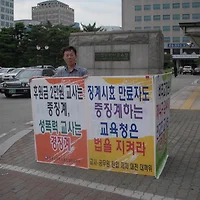 후원금 2만원 교사는
중징계,
성폭력 교사는
경징계
징계시효 만료자도
중징계하는
교육청은
법을 지켜라